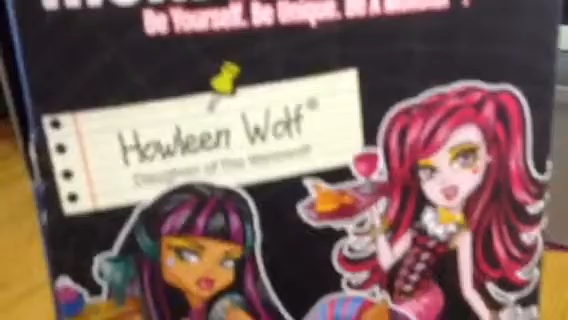 Be Yourself. Be Unique. Be A Monster
Howleen Wolf®
Daughter of The Werewolf